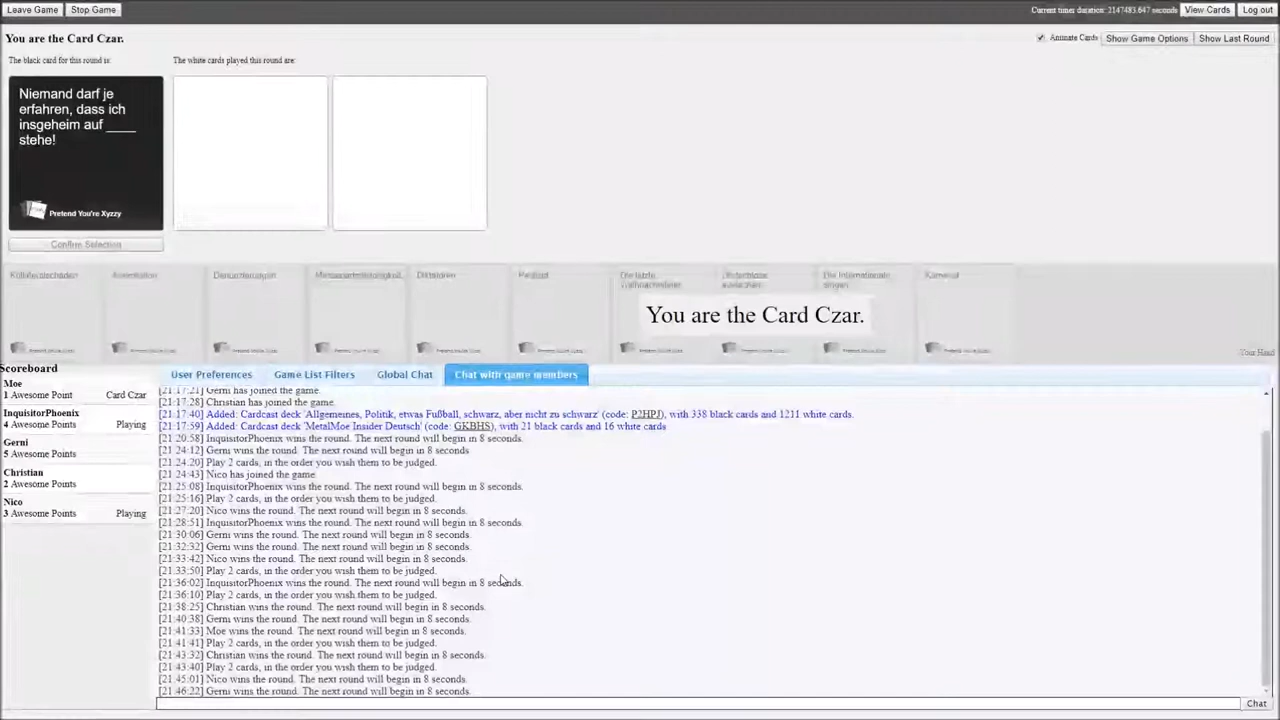 Leave Game Stop Game Current timer duration: 2147483.647 seconds View Cards Log out
You are the Card Czar. Animate Cards Show Game Options Show Last Round
The black card for this round is: The white cards played this round are:
Niemand darf je
erfahren, dass ich
insgeheim auf ____
stehe!
Pretend You're Xyzzy
Confirm Selection
Diktatoren
Die letzte
Die Internationale
singen
Karneval
You are the Card Czar.
Your Hand
Scoreboard
Moe
1 Awesome Point Card Czar
InquisitorPhoenix
4 Awesome Points Playing
Gerni
5 Awesome Points
Christian
2 Awesome Points
Nico
3 Awesome Points Playing
User Preferences Game List Filters Global Chat Chat with game members
[21:17:21] Gerni has joined the game.
[21:17:28] Christian has joined the game.
[21:17:40] Added: Cardcast deck 'Allgemeines, Politik, etwas Fußball, schwarz, aber nicht zu schwarz' (code: P2HPJ), with 338 black cards and 1211 white cards.
[21:17:59] Added: Cardcast deck 'MetalMoe Insider Deutsch' (code: GKBHS), with 21 black cards and 16 white cards
[21:20:58] InquisitorPhoenix wins the round. The next round will begin in 8 seconds.
[21:24:12] Gerni wins the round. The next round will begin in 8 seconds
[21:24:20] Play 2 cards, in the order you wish them to be judged.
[21:24:43] Nico has joined the game.
[21:25:08] InquisitorPhoenix wins the round. The next round will begin in 8 seconds.
[21:25:16] Play 2 cards, in the order you wish them to be judged.
[21:27:20] Nico wins the round. The next round will begin in 8 seconds.
[21:28:51] InquisitorPhoenix wins the round. The next round will begin in 8 seconds.
[21:30:06] Gerni wins the round. The next round will begin in 8 seconds.
[21:32:32] Gerni wins the round. The next round will begin in 8 seconds.
[21:33:42] Nico wins the round. The next round will begin in 8 seconds.
[21:33:50] Play 2 cards, in the order you wish them to be judged.
[21:36:02] InquisitorPhoenix wins the round. The next round will begin in 8 seconds.
[21:36:10] Play 2 cards, in the order you wish them to be judged.
[21:38:25] Christian wins the round. The next round will begin in 8 seconds.
[21:40:38] Gerni wins the round. The next round will begin in 8 seconds.
[21:41:33] Moe wins the round. The next round will begin in 8 seconds.
[21:41:41] Play 2 cards, in the order you wish them to be judged.
[21:43:32] Christian wins the round. The next round will begin in 8 seconds.
[21:43:40] Play 2 cards, in the order you wish them to be judged.
[21:45:01] Nico wins the round. The next round will begin in 8 seconds.
[21:46:22] Gerni wins the round. The next round will begin in 8 seconds.
Chat